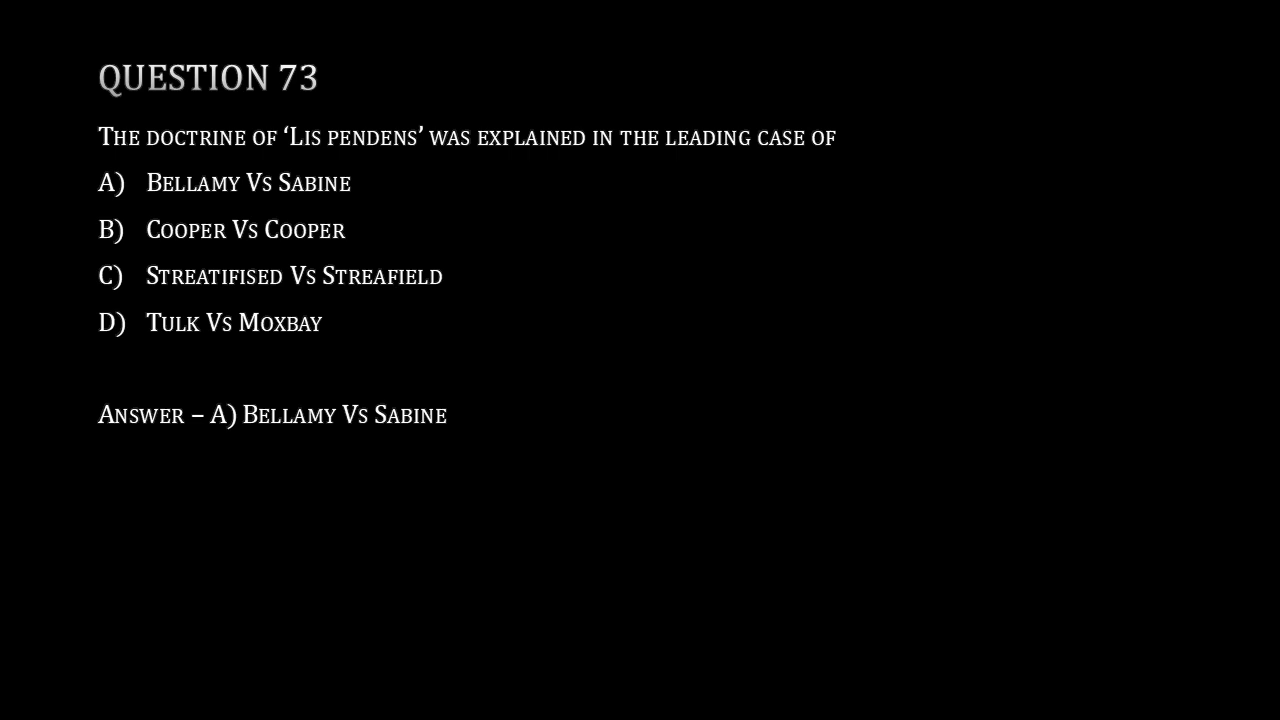 QUESTION 73
THE DOCTRINE OF ‘LIS PENDENS’ WAS EXPLAINED IN THE LEADING CASE OF
A) BELLAMY VS SABINE
B) COOPER VS COOPER
C) STREATIFISED VS STREAFIELD
D) TULK VS MOXBAY
ANSWER – A) BELLAMY VS SABINE